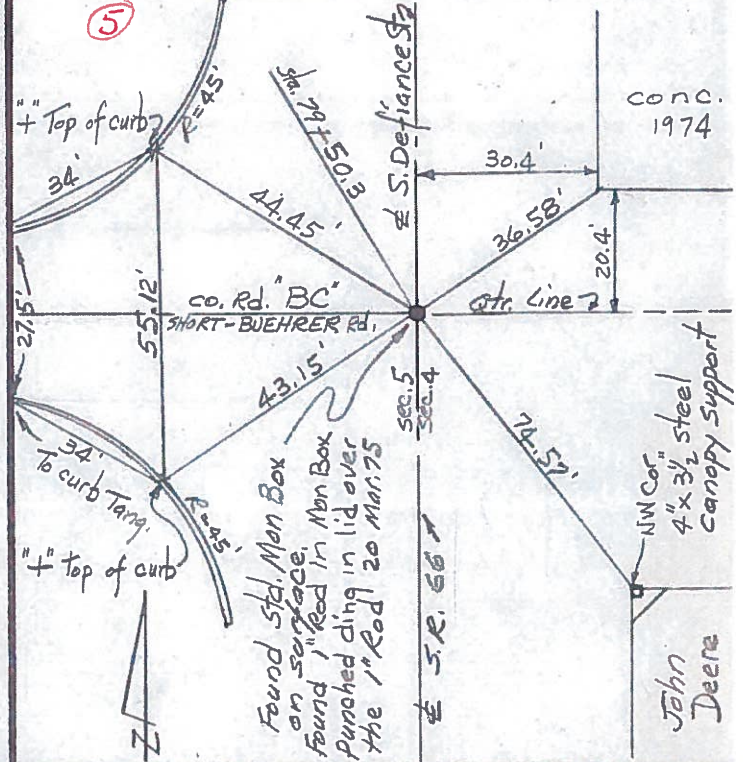 5
"+" Top of curb
R=45'
34'
44.45'
Sta. 76+50.3
℄ S. Defiance St.
30.4'
conc.
1974
36.58'
20.4'
27.5'
55.12'
Co. Rd. "BC"
SHORT-BUEHRER Rd.
Qtr. Line
43.15'
Sec. 5
Sec. 4
74.57'
NW Cor.
4"x 3½" Steel
Canopy Support
34'
To curb Tang.
R=45'
"+" top of curb
Found Std. Mon Box
on surface.
Found 1" Rod in Mon Box
Punched ding in lid over
the 1" Rod 20 Mar. 75
℄ S.R. 66
John
Deere
N